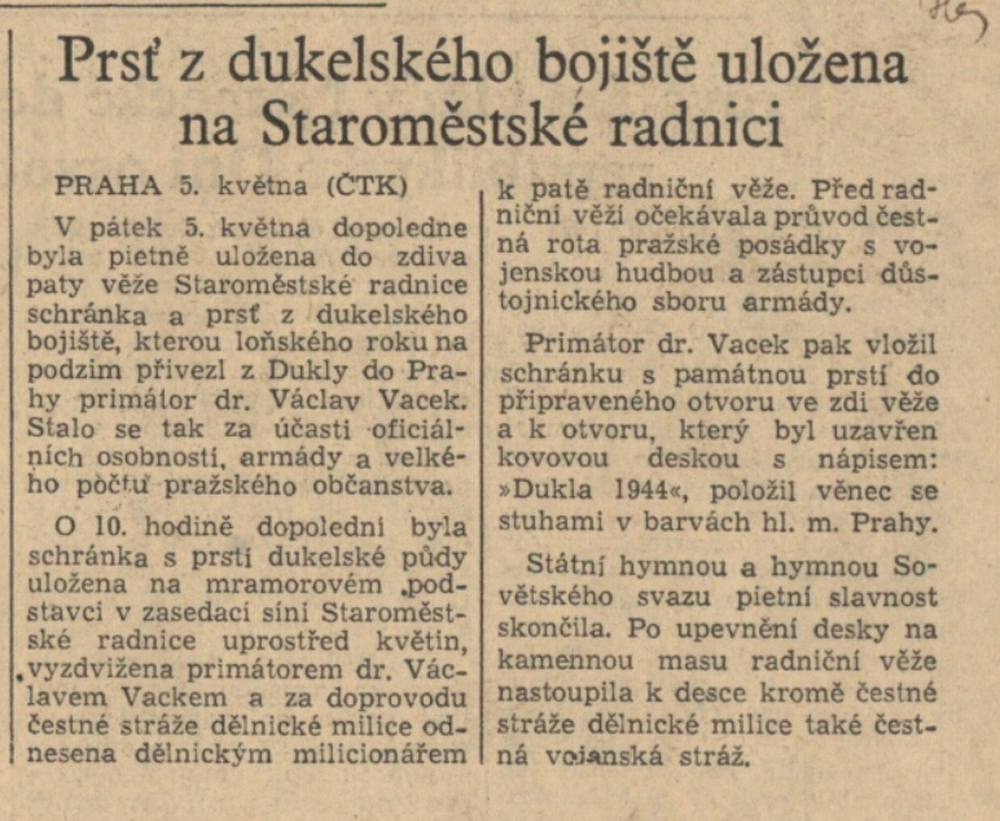 Prsť z dukelského bojiště uložena
na Staroměstské radnici
PRAHA 5. května (ČTK)
V pátek 5. května dopoledne
byla pietně uložena do zdiva
paty věže Staroměstské radnice
schránka a prsť z dukelského
bojiště, kterou loňského roku na
podzim přivezl z Dukly do Pra-
hy primátor dr. Václav Vacek.
Stalo se tak za účasti oficiál-
ních osobností, armády a velké-
ho počtu pražského občanstva.
O 10. hodině dopolední byla
schránka s prstí dukelské půdy
uložena na mramorovém pod-
stavci v zasedací síni Staroměst-
ské radnice uprostřed květin,
vyzdvižena primátorem dr. Vác-
lavem Vackem a za doprovodu
čestné stráže dělnické milice od-
nesena dělnickým milicionářem
k patě radniční věže. Před rad-
niční věží očekávala průvod čest-
ná rota pražské posádky s vo-
jenskou hudbou a zástupci důs-
tojnického sboru armády.
Primátor dr. Vacek pak vložil
schránku s památnou prstí do
připraveného otvoru ve zdi věže
a k otvoru, který byl uzavřen
kovovou deskou s nápisem:
»Dukla 1944«, položil věnec se
stuhami v barvách hl. m. Prahy.
Státní hymnou a hymnou So-
větského svazu pietní slavnost
skončila. Po upevnění desky na
kamennou masu radniční věže
nastoupila k desce kromě čestné
stráže dělnické milice také čest-
ná vojanská stráž.